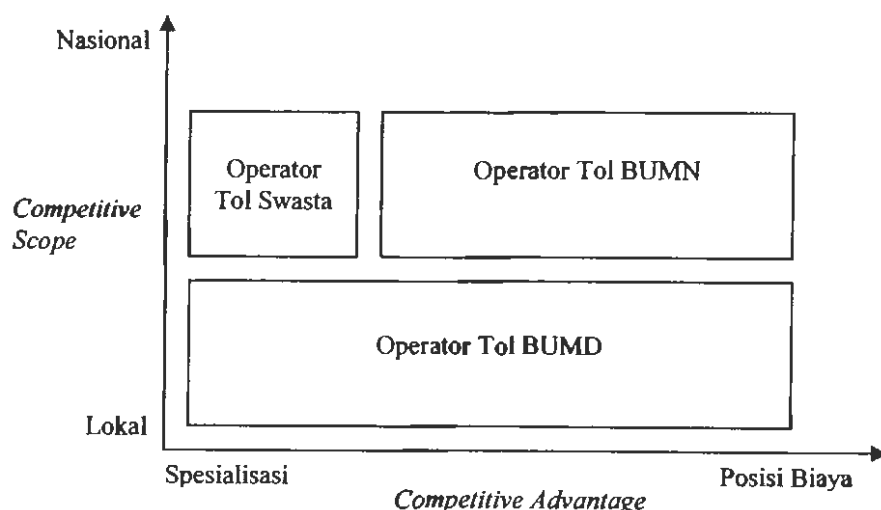 Nasional
Operator
Tol Swasta
Operator Tol BUMN
Competitive
Scope
Operator Tol BUMD
Lokal
Spesialisasi
Posisi Biaya
Competitive Advantage